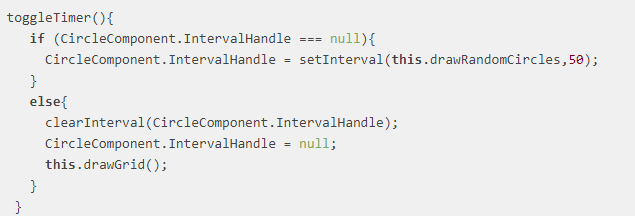 toggleTimer(){
if (CircleComponent.IntervalHandle === null){
CircleComponent.IntervalHandle = setInterval(this.drawRandomCircles,50);
}
else{
clearInterval(CircleComponent.IntervalHandle);
CircleComponent.IntervalHandle = null;
this.drawGrid();
}
}